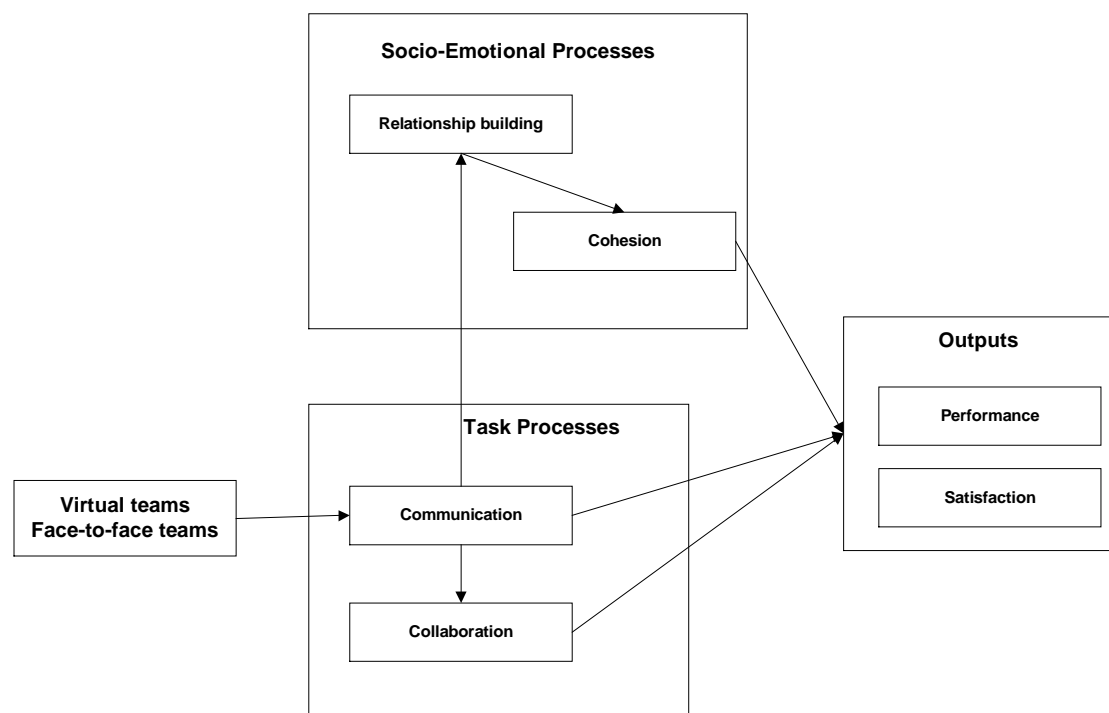 Socio-Emotional Processes
Relationship building
Cohesion
Outputs
Performance
Satisfaction
Task Processes
Communication
Collaboration
Virtual teams
Face-to-face teams